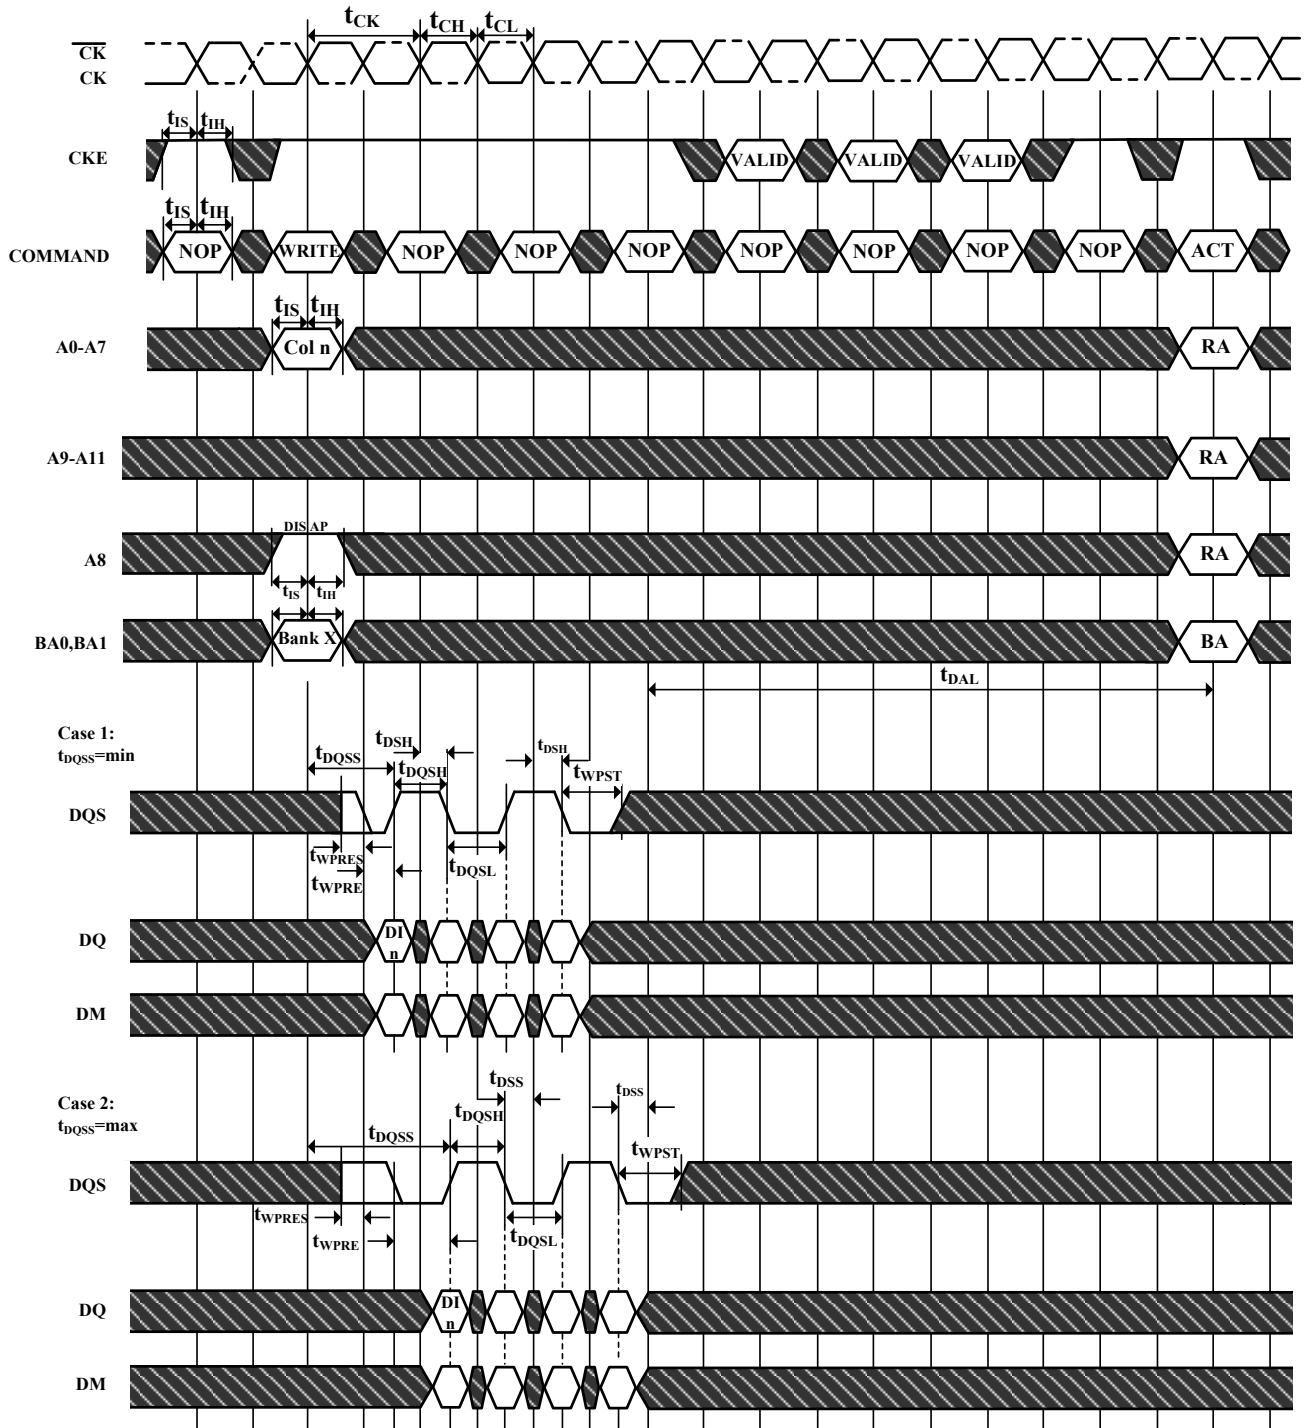 tCK tCH tCL
CK
CK
tIS tIH
CKE VALID VALID VALID
tIS tIH
COMMAND NOP WRITE NOP NOP NOP NOP NOP NOP NOP ACT
tIS tIH
A0-A7 Col n RA
A9-A11 RA
DIS AP
A8 RA
tIS tIH
BA0,BA1 Bank X BA
tDAL
Case 1:
tDQSS=min
tDSH tDSH
tDQSS tDQSH tWPST
DQS
tWPRES tDQSL
tWPRE
DQ DI
n
DM
Case 2:
tDQSS=max
tDSS tDSS
tDQSS tDQSH tWPST
DQS
tWPRES tDQSL
tWPRE
DQ DI
n
DM